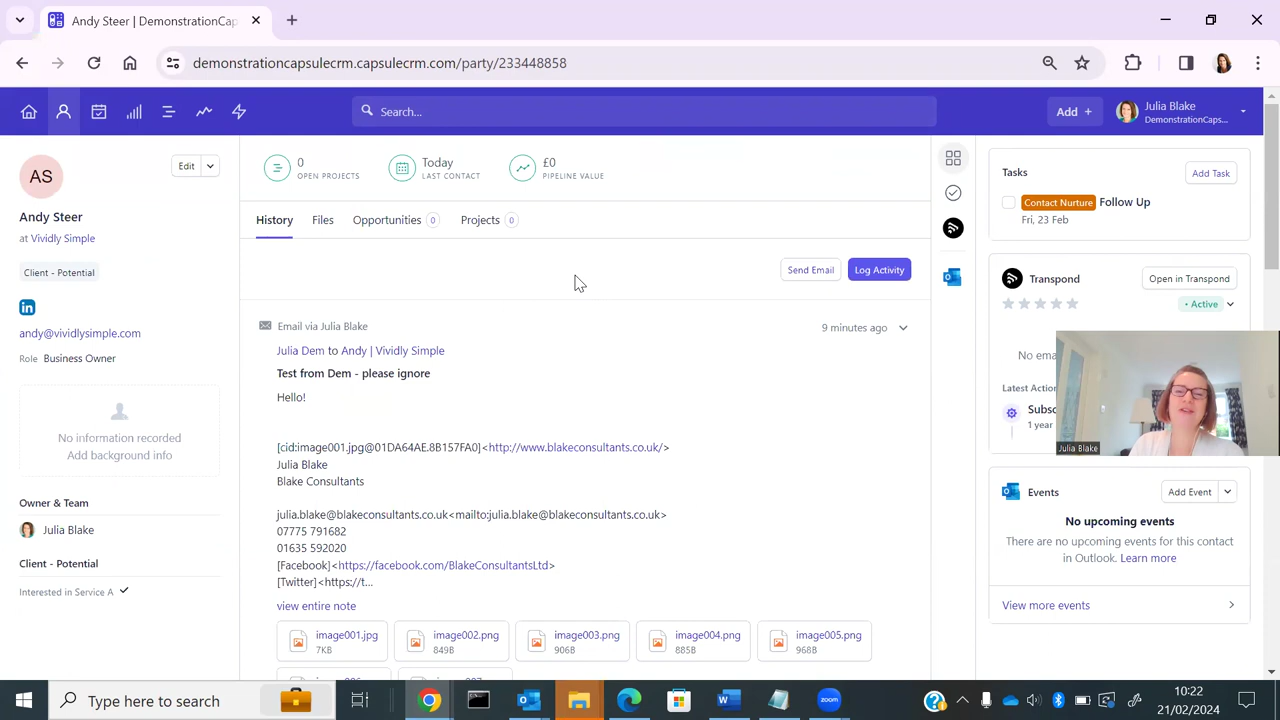 Andy Steer | DemonstrationCap
demonstrationcapsulecrm.capsulecrm.com/party/233448858
Search...
Add +
Julia Blake
DemonstrationCaps...
AS
Edit
Andy Steer
at Vividly Simple
Client - Potential
in
andy@vividlysimple.com
Role Business Owner
No information recorded
Add background info
Owner & Team
Julia Blake
Client - Potential
Interested in Service A
0
OPEN PROJECTS
Today
LAST CONTACT
£0
PIPELINE VALUE
History
Files
Opportunities 0
Projects 0
Send Email
Log Activity
Email via Julia Blake
9 minutes ago
Julia Dem to Andy | Vividly Simple
Test from Dem - please ignore
Hello!
[cid:image001.jpg@01DA64AE.8B157FA0]<http://www.blakeconsultants.co.uk/>
Julia Blake
Blake Consultants
julia.blake@blakeconsultants.co.uk<mailto:julia.blake@blakeconsultants.co.uk>
07775 791682
01635 592020
[Facebook]<https://facebook.com/BlakeConsultantsLtd>
[Twitter]<https://t...
view entire note
image001.jpg
7KB
image002.png
849B
image003.png
906B
image004.png
885B
image005.png
968B
Tasks
Add Task
Contact Nurture Follow Up
Fri, 23 Feb
Transpond
Open in Transpond
• Active
No ema
Latest Action
Subsc
1 year
Julia Blake
Events
Add Event
No upcoming events
There are no upcoming events for this contact
in Outlook. Learn more
View more events
Type here to search
10:22
21/02/2024